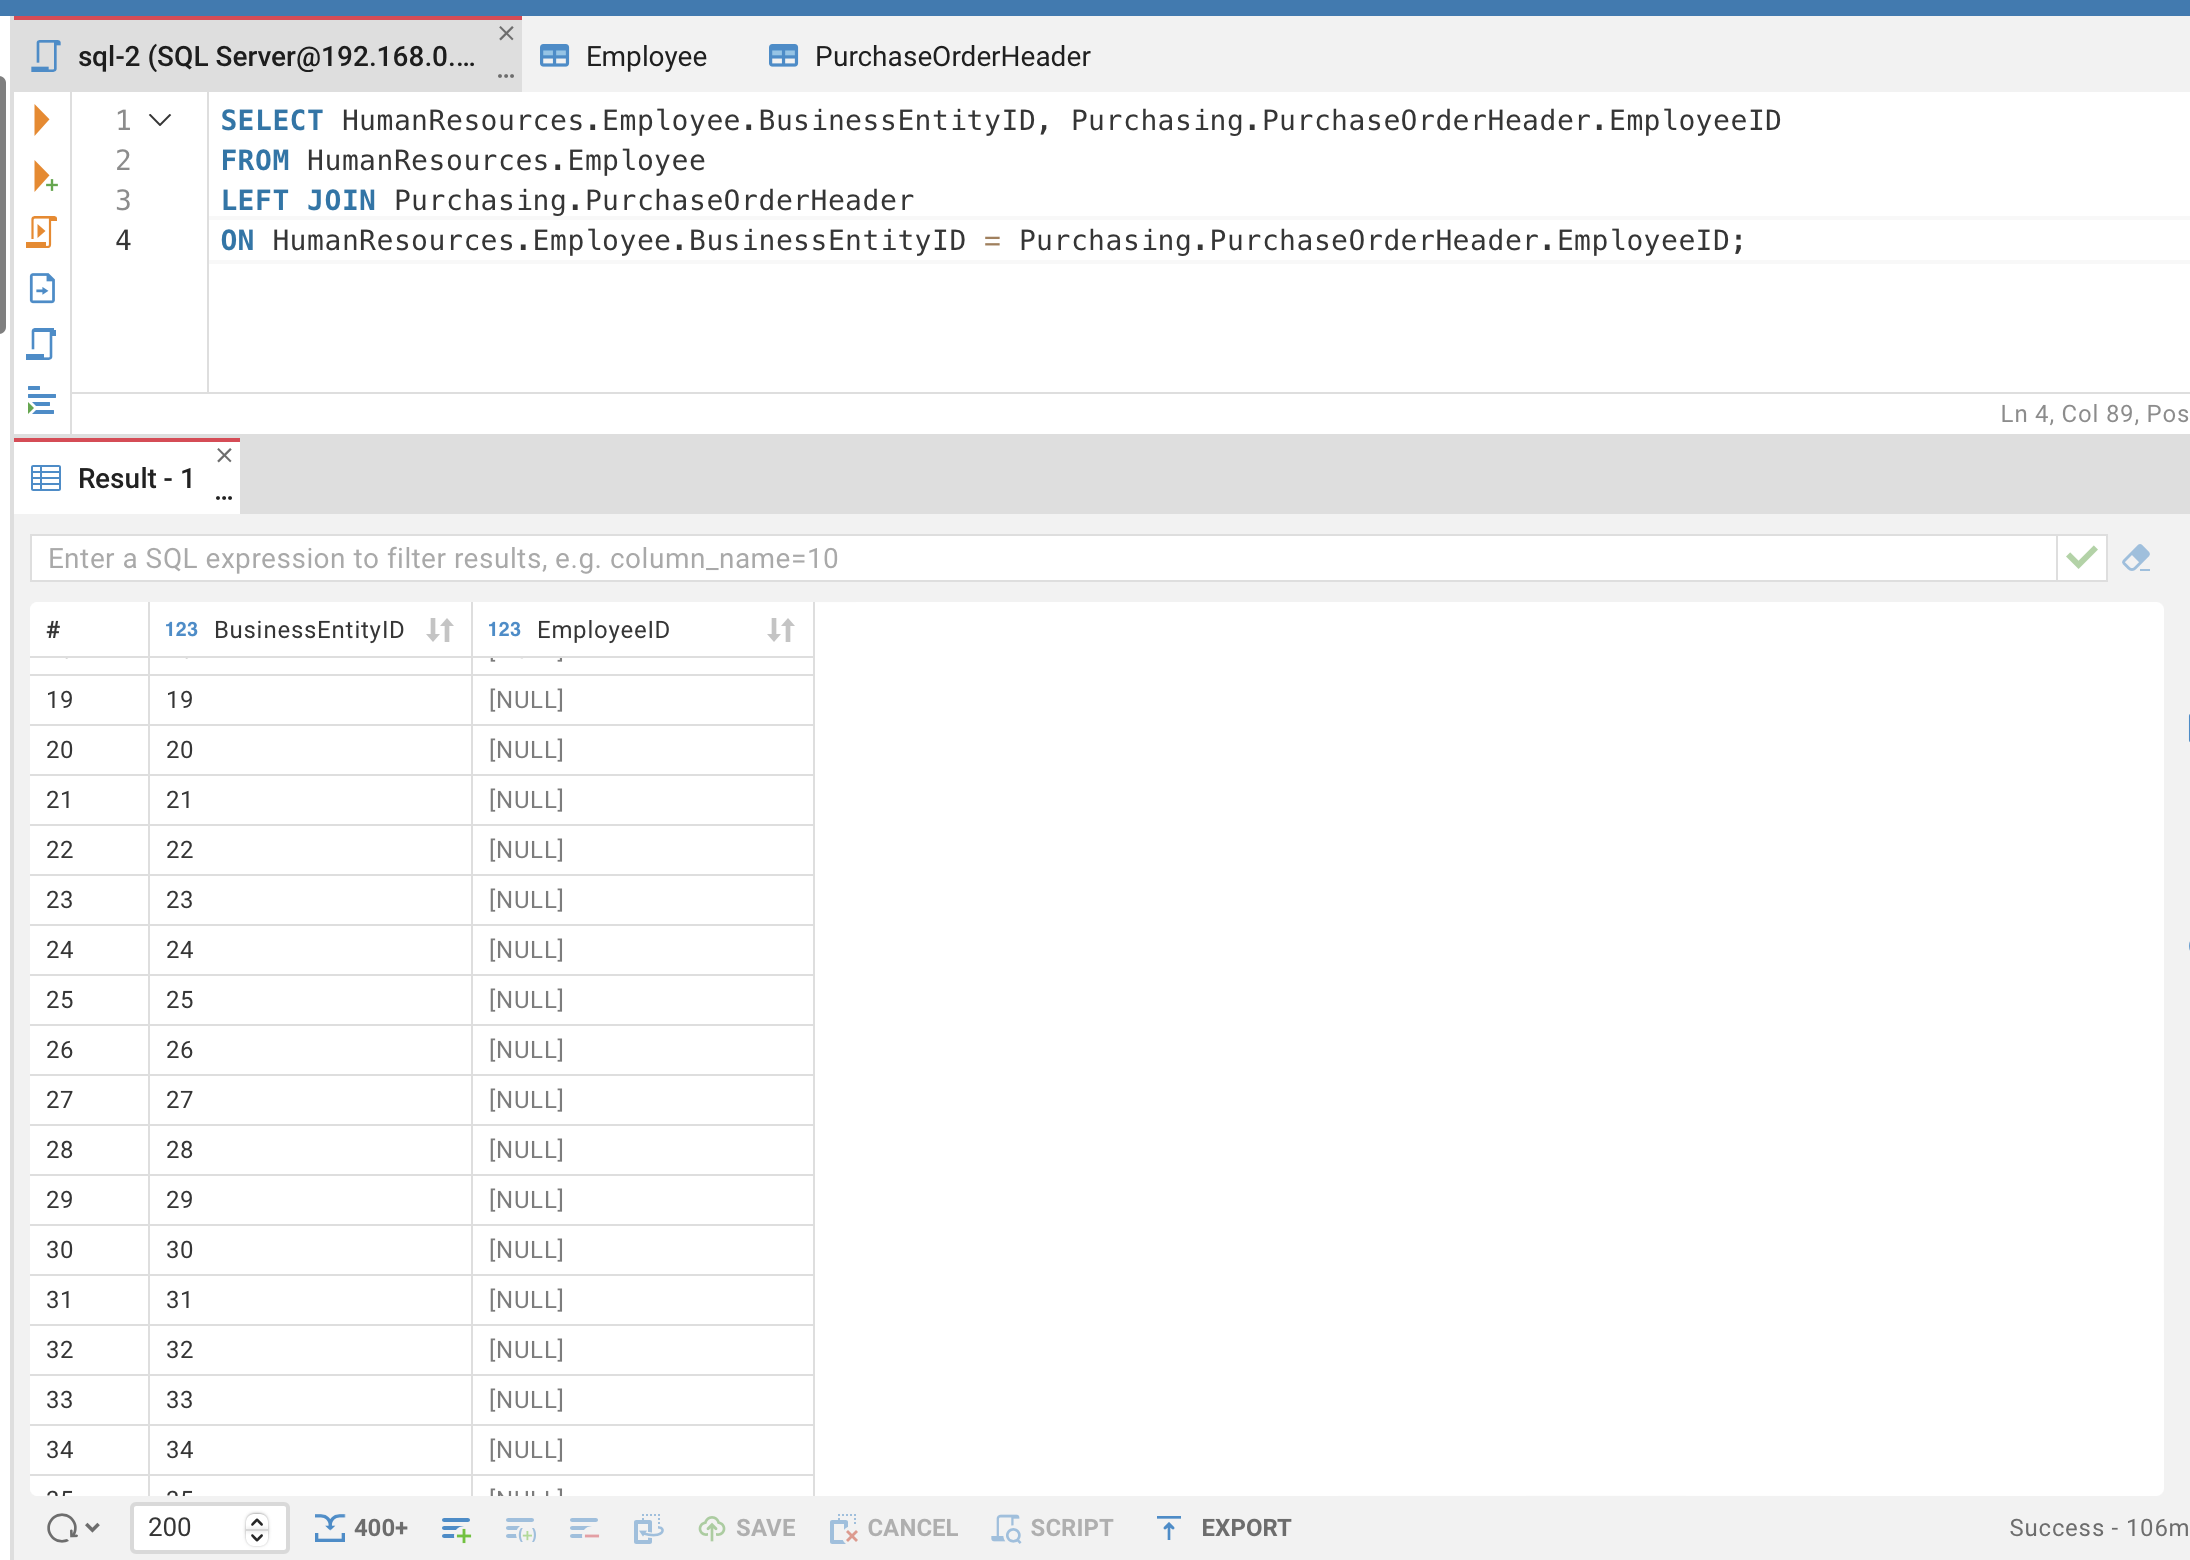 sql-2 (SQL Server@192.168.0.... Employee PurchaseOrderHeader
1 SELECT HumanResources.Employee.BusinessEntityID, Purchasing.PurchaseOrderHeader.EmployeeID
2 FROM HumanResources.Employee
3 LEFT JOIN Purchasing.PurchaseOrderHeader
4 ON HumanResources.Employee.BusinessEntityID = Purchasing.PurchaseOrderHeader.EmployeeID;
Ln 4, Col 89, Pos
Result - 1
Enter a SQL expression to filter results, e.g. column_name=10
# 123 BusinessEntityID 123 EmployeeID
19 19 [NULL]
20 20 [NULL]
21 21 [NULL]
22 22 [NULL]
23 23 [NULL]
24 24 [NULL]
25 25 [NULL]
26 26 [NULL]
27 27 [NULL]
28 28 [NULL]
29 29 [NULL]
30 30 [NULL]
31 31 [NULL]
32 32 [NULL]
33 33 [NULL]
34 34 [NULL]
200 400+ SAVE CANCEL SCRIPT EXPORT Success - 106m